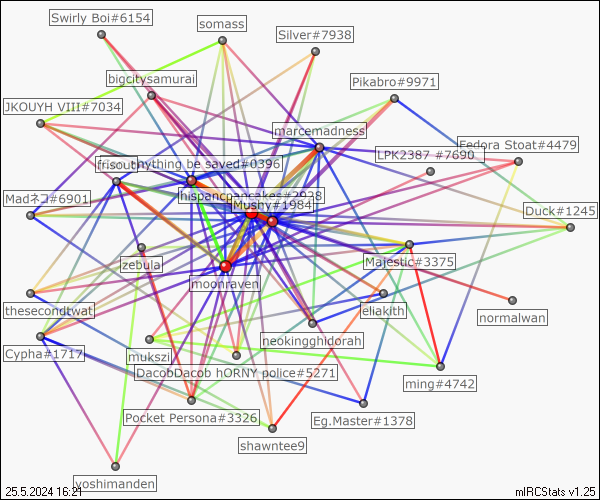 Swirly Boi#6154
somass
Silver#7938
bigcitysamurai
Pikabro#9971
JKOUYH VIII#7034
marcemadness
Fedora Stoat#4479
LPK2387 #7690
frisout
nything be saved#0396
Madネコ#6901
hispancpancakes#2928
Mushy#1984
Duck#1245
zebula
Majestic#3375
moonraven
thesecondtwat
eliakith
normalwan
neokingghidorah
Cypha#1717
mukszi
DacobDacob hORNY police#5271
ming#4742
Pocket Persona#3326
Eg.Master#1378
shawntee9
yoshimanden
25.5.2024 16:21
mIRCStats v1.25